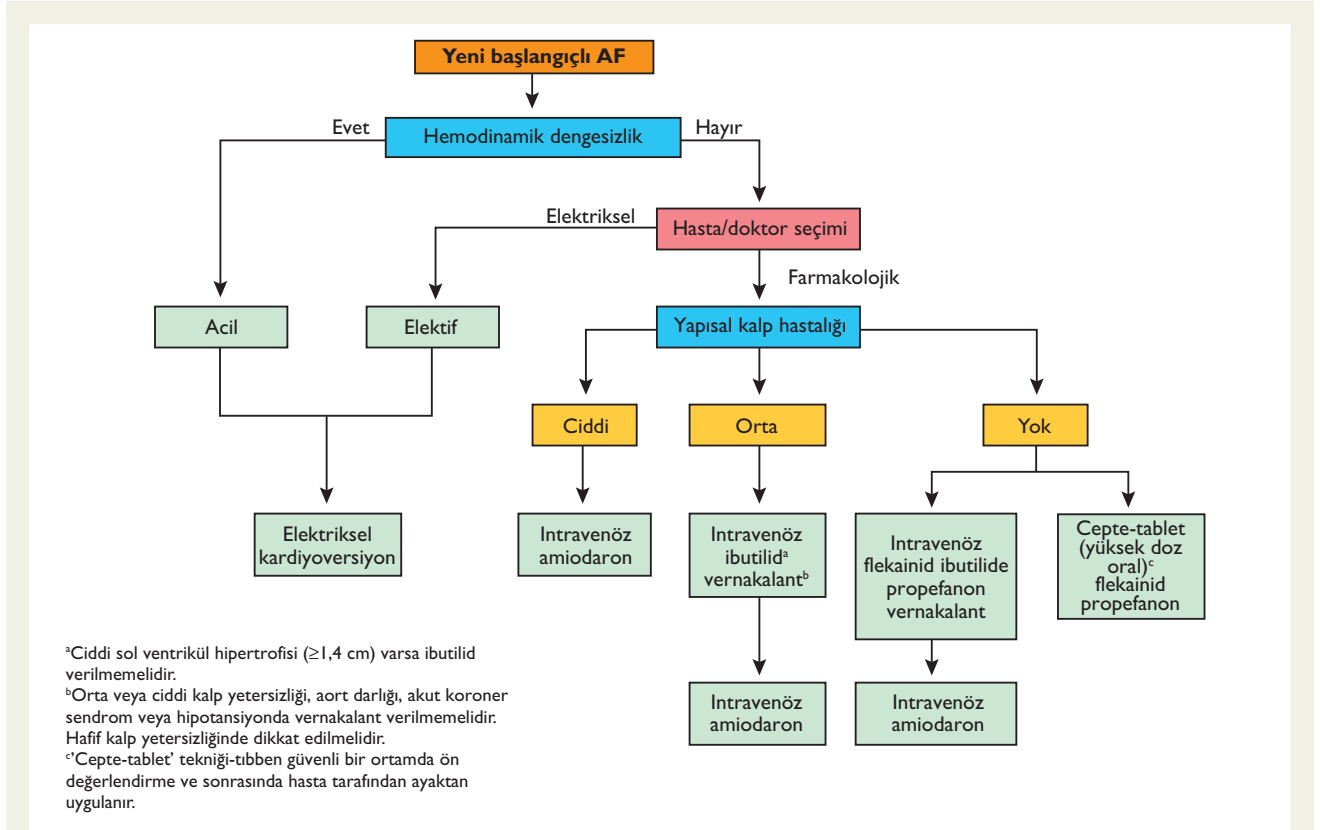 Yeni başlangıçlı AF
Evet
Hemodinamik dengesizlik
Hayır
Elektriksel
Hasta/doktor seçimi
Farmakolojik
Acil
Elektif
Yapısal kalp hastalığı
Ciddi
Orta
Yok
Elektriksel
kardiyoversiyon
Intravenöz
amiodaron
Intravenöz
ibutilidᵃ
vernakalantᵇ
Intravenöz
flekainid ibutilide
propefanon
vernakalant
Cepte-tablet
(yüksek doz
oral)ᶜ
flekainid
propefanon
Intravenöz
amiodaron
Intravenöz
amiodaron
ᵃCiddi sol ventrikül hipertrofisi (≥1,4 cm) varsa ibutilid
verilmemelidir.
ᵇOrta veya ciddi kalp yetersizliği, aort darlığı, akut koroner
sendrom veya hipotansiyonda vernakalant verilmemelidir.
Hafif kalp yetersizliğinde dikkat edilmelidir.
ᶜ'Cepte-tablet' tekniği-tıbben güvenli bir ortamda ön
değerlendirme ve sonrasında hasta tarafından ayaktan
uygulanır.